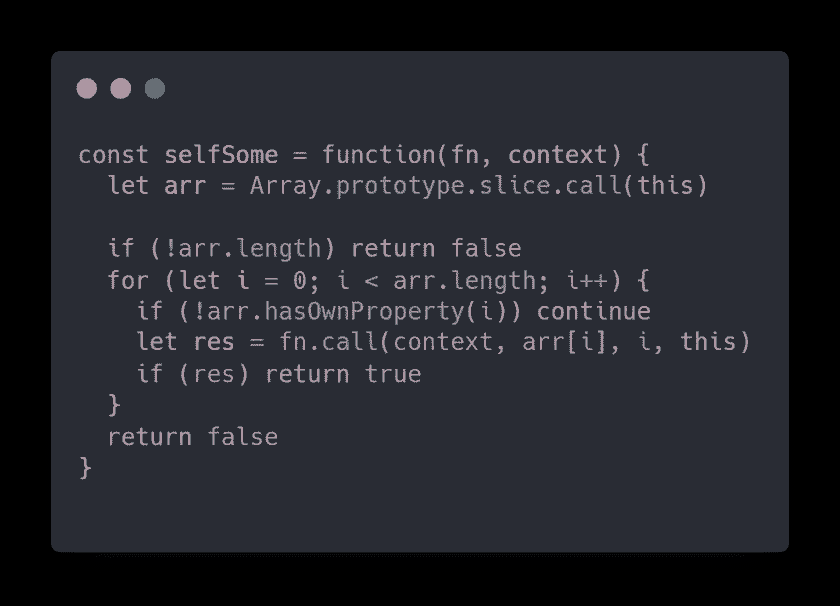 const selfSome = function(fn, context) {
  let arr = Array.prototype.slice.call(this)

  if (!arr.length) return false
  for (let i = 0; i < arr.length; i++) {
    if (!arr.hasOwnProperty(i)) continue
    let res = fn.call(context, arr[i], i, this)
    if (res) return true
  }
  return false
}